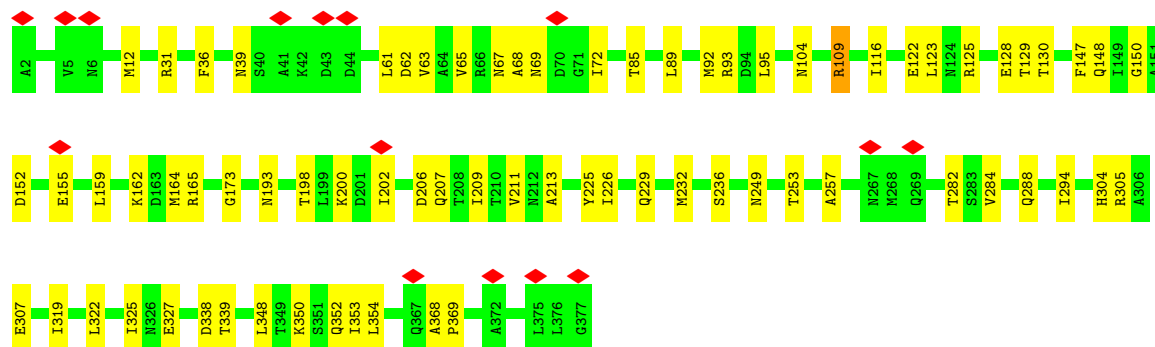 A2 V5 N6 M12 R31 F36 N39 S40 A41 K42 D43 D44 L61 D62 V63 A64 V65 R66 N67 A68 N69 D70 G71 I72 T85 L89 M92 R93 D94 L95 N104 R109 I116 E122 L123 N124 R125 E128 T129 T130 F147 Q148 I149 G150 A151
D152 E155 L159 K162 D163 M164 R165 G173 N193 T198 L199 K200 D201 I202 D206 Q207 T208 I209 T210 V211 N212 A213 Y225 I226 Q229 M232 S236 N249 T253 A257 N267 M268 Q269 T282 S283 V284 Q288 I294 H304 R305 A306
E307 I319 L322 I325 N326 E327 D338 T339 L348 T349 K350 S351 Q352 I353 L354 Q367 A368 P369 A372 L375 L376 G377